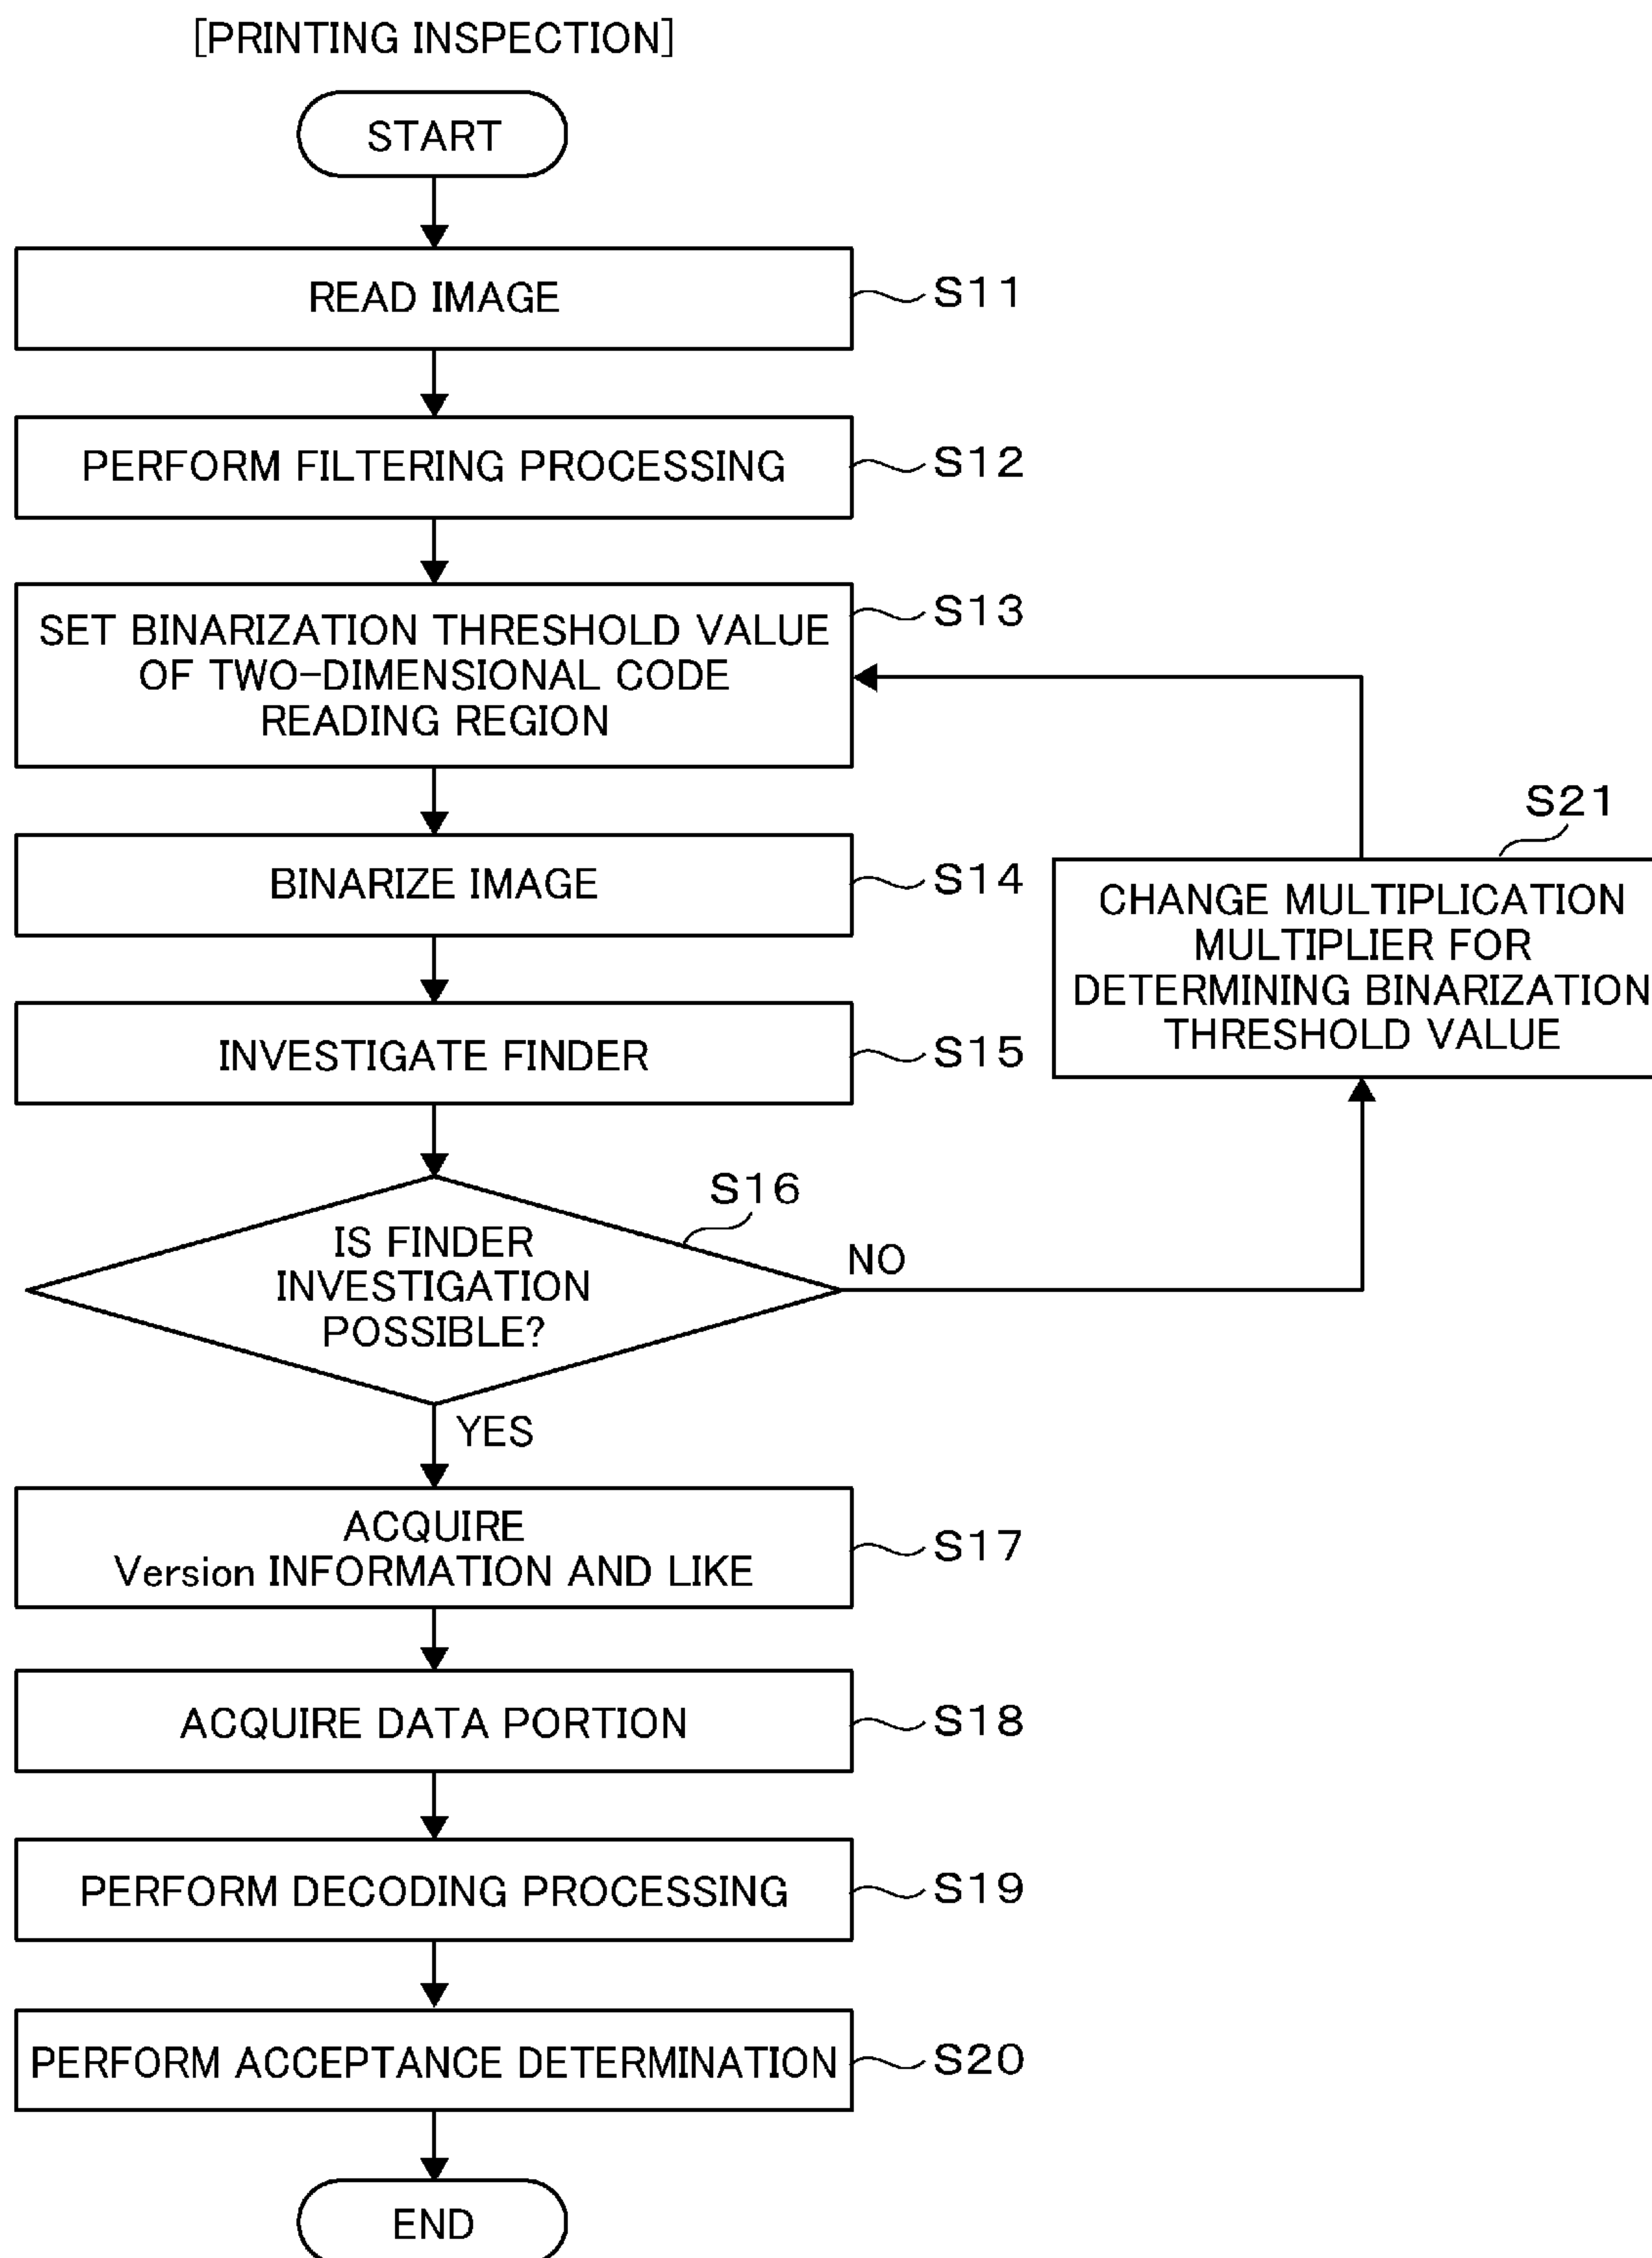 [PRINTING INSPECTION]
START
READ IMAGE
S11
PERFORM FILTERING PROCESSING
S12
SET BINARIZATION THRESHOLD VALUE
OF TWO-DIMENSIONAL CODE
READING REGION
S13
BINARIZE IMAGE
S14
INVESTIGATE FINDER
S15
IS FINDER
INVESTIGATION
POSSIBLE?
S16
NO
S21
CHANGE MULTIPLICATION
MULTIPLIER FOR
DETERMINING BINARIZATION
THRESHOLD VALUE
YES
ACQUIRE
Version INFORMATION AND LIKE
S17
ACQUIRE DATA PORTION
S18
PERFORM DECODING PROCESSING
S19
PERFORM ACCEPTANCE DETERMINATION
S20
END